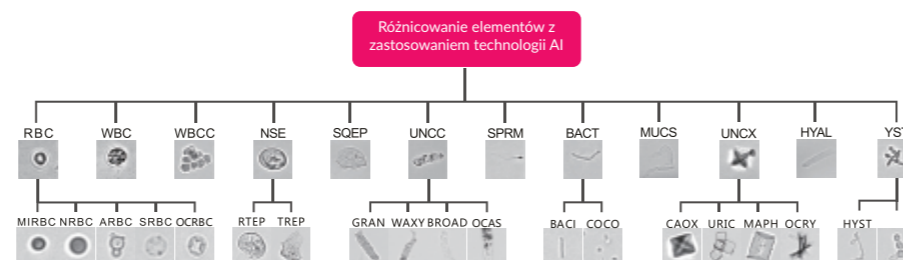 Różnicowanie elementów z
zastosowaniem technologii AI
RBC WBC WBCC NSE SQEP UNCC SPRM BACT MUCS UNCX HYAL YST
MIRBC NRBC ARBC SRBC OCRBC RTEP TREP GRAN WAXY BROAD OCAS BACI COCO CAOX URIC MAPH OCRY HYST